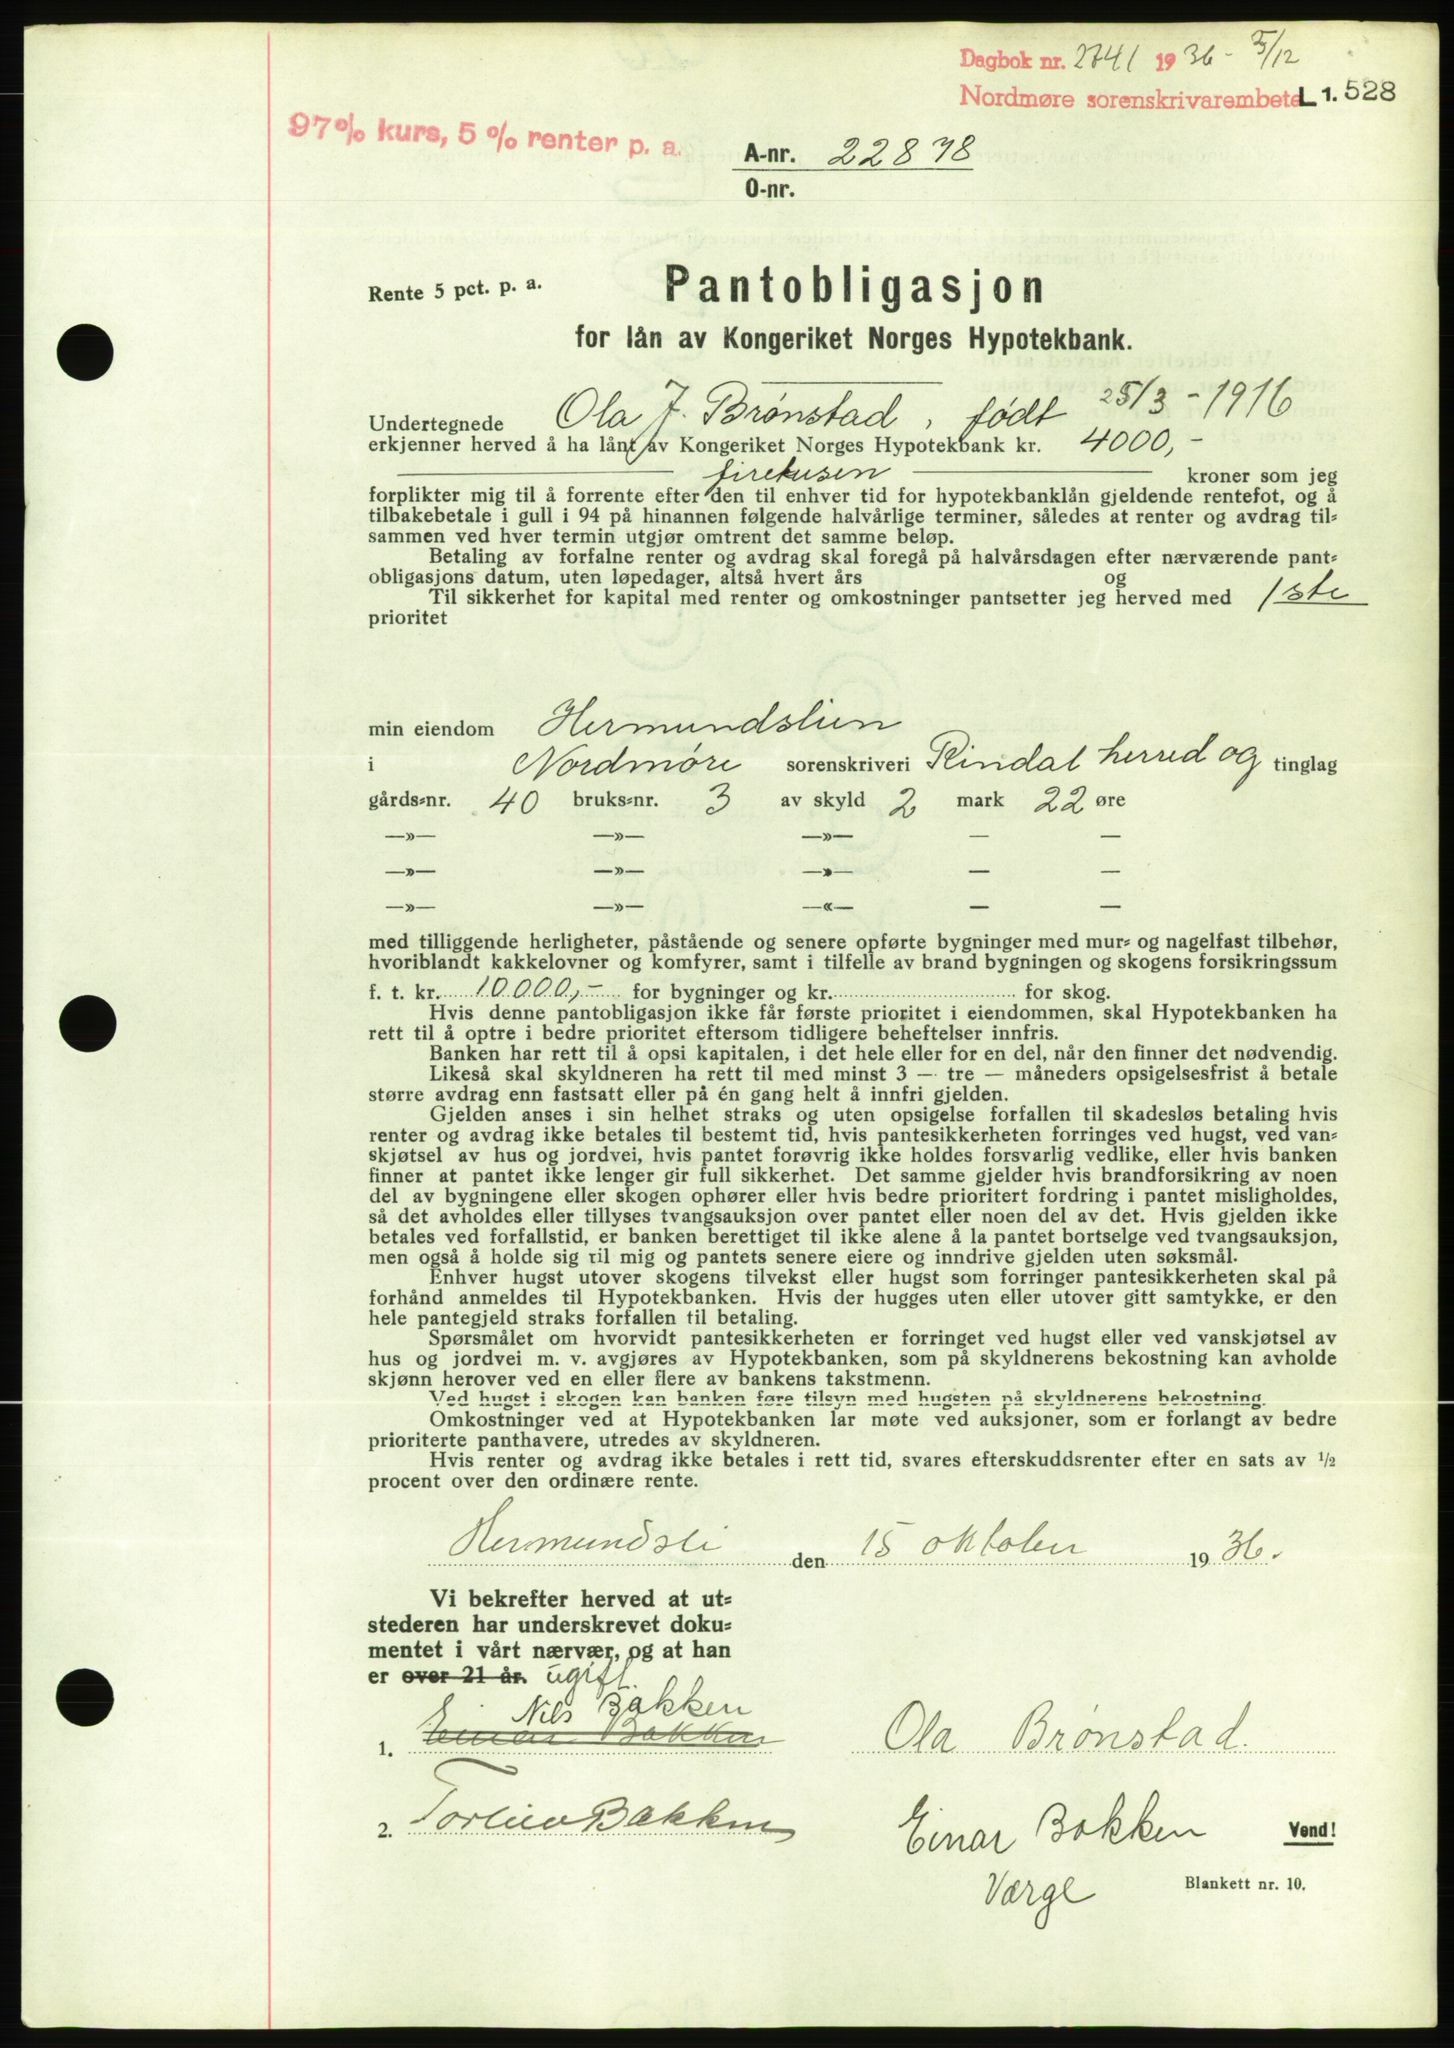 Dagbok nr. 2741 1936 - 5/12
Nordmøre sorenskrivarembete L 1. 528
97% kurs, 5 % renter p. a.
A-nr. 22878
O-nr.
Rente 5 pct. p. a.
Pantobligasjon
for lån av Kongeriket Norges Hypotekbank.
Undertegnede Ola J. Brønstad, født 25/3 - 1916
erkjenner herved å ha lånt av Kongeriket Norges Hypotekbank kr. 4000,-
firetusen kroner som jeg
forplikter mig til å forrente efter den til enhver tid for hypotekbanklån gjeldende rentefot, og å
tilbakebetale i gull i 94 på hinannen følgende halvårlige terminer, således at renter og avdrag til-
sammen ved hver termin utgjør omtrent det samme beløp.
Betaling av forfalne renter og avdrag skal foregå på halvårsdagen efter nærværende pant-
obligasjons datum, uten løpedager, altså hvert års og
Til sikkerhet for kapital med renter og omkostninger pantsetter jeg herved med 1ste
prioritet
min eiendom Hermundslien
i Nordmøre sorenskriveri Rindal herred og tinglag
gårds-nr. 40 bruks-nr. 3 av skyld 2 mark 22 øre
—»— —»— —»— — —
—»— —»— —»— — —
—»— —»— —«— — —
med tilliggende herligheter, påstående og senere opførte bygninger med mur- og nagelfast tilbehør,
hvoriblandt kakkelovner og komfyrer, samt i tilfelle av brand bygningen og skogens forsikringssum
f. t. kr. 10000,- for bygninger og kr. for skog.
Hvis denne pantobligasjon ikke får første prioritet i eiendommen, skal Hypotekbanken ha
rett til å optre i bedre prioritet eftersom tidligere beheftelser innfris.
Banken har rett til å opsi kapitalen, i det hele eller for en del, når den finner det nødvendig.
Likeså skal skyldneren ha rett til med minst 3 — tre — måneders opsigelsesfrist å betale
større avdrag enn fastsatt eller på én gang helt å innfri gjelden.
Gjelden anses i sin helhet straks og uten opsigelse forfallen til skadesløs betaling hvis
renter og avdrag ikke betales til bestemt tid, hvis pantesikkerheten forringes ved hugst, ved van-
skjøtsel av hus og jordvei, hvis pantet forøvrig ikke holdes forsvarlig vedlike, eller hvis banken
finner at pantet ikke lenger gir full sikkerhet. Det samme gjelder hvis brandforsikring av noen
del av bygningene eller skogen ophører eller hvis bedre prioritert fordring i pantet misligholdes,
så det avholdes eller tillyses tvangsauksjon over pantet eller noen del av det. Hvis gjelden ikke
betales ved forfallstid, er banken berettiget til ikke alene å la pantet bortselge ved tvangsauksjon,
men også å holde sig til mig og pantets senere eiere og inndrive gjelden uten søksmål.
Enhver hugst utover skogens tilvekst eller hugst som forringer pantesikkerheten skal på
forhånd anmeldes til Hypotekbanken. Hvis der hugges uten eller utover gitt samtykke, er den
hele pantegjeld straks forfallen til betaling.
Spørsmålet om hvorvidt pantesikkerheten er forringet ved hugst eller ved vanskjøtsel av
hus og jordvei m. v. avgjøres av Hypotekbanken, som på skyldnerens bekostning kan avholde
skjønn herover ved en eller flere av bankens takstmenn.
Ved hugst i skogen kan banken føre tilsyn med hugsten på skyldnerens bekostning.
Omkostninger ved at Hypotekbanken lar møte ved auksjoner, som er forlangt av bedre
prioriterte panthavere, utredes av skyldneren.
Hvis renter og avdrag ikke betales i rett tid, svares efterskuddsrenter efter en sats av 1/2
procent over den ordinære rente.
Hermundsli den 15 oktober 1936.
Vi bekrefter herved at ut-
stederen har underskrevet doku-
mentet i vårt nærvær, og at han
er over 21 år. ugift.
Nils Bakken
1. Einar Bakken Ola Brønstad.
2. Torleiv Bakken Einar Bakken Vend!
Værge Blankett nr. 10.